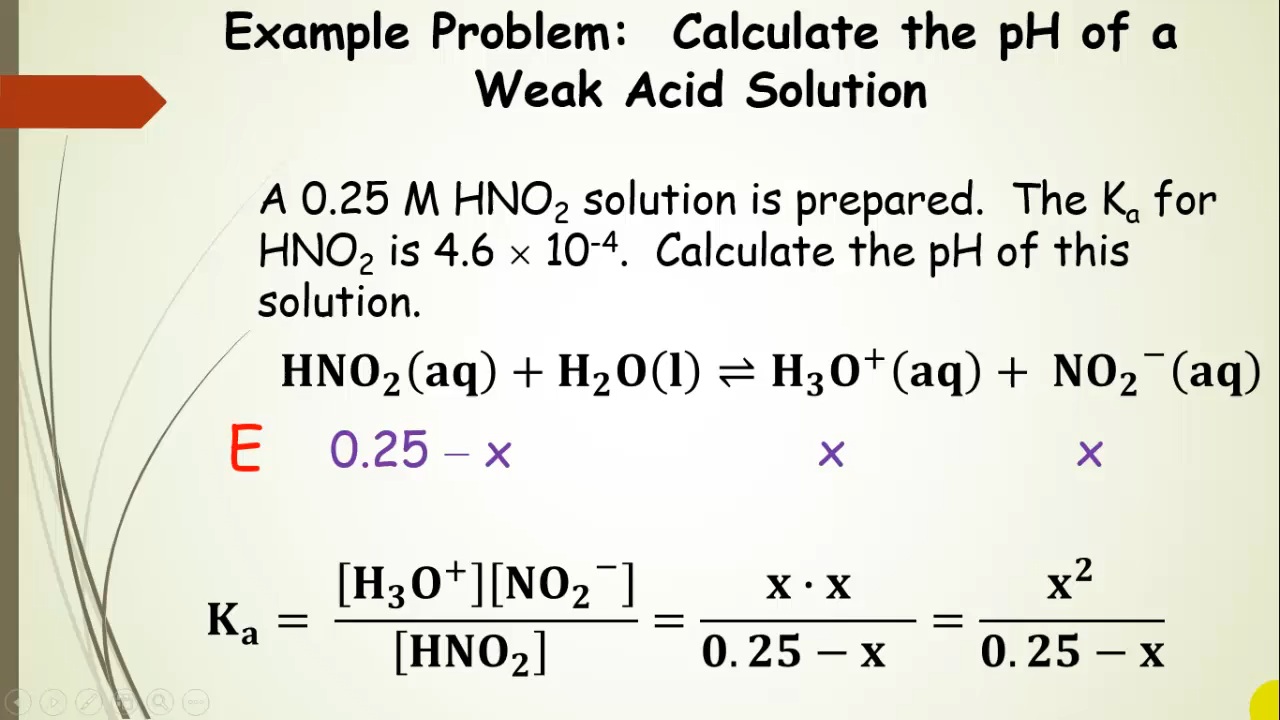 Example Problem: Calculate the pH of a
Weak Acid Solution
A 0.25 M HNO₂ solution is prepared. The Kₐ for
HNO₂ is 4.6 × 10⁻⁴. Calculate the pH of this
solution.
HNO₂(aq) + H₂O(l) ⇌ H₃O⁺(aq) + NO₂⁻(aq)
E 0.25 – x x x
Kₐ = [H₃O⁺][NO₂⁻] / [HNO₂] = x · x / 0.25 − x = x² / 0.25 − x